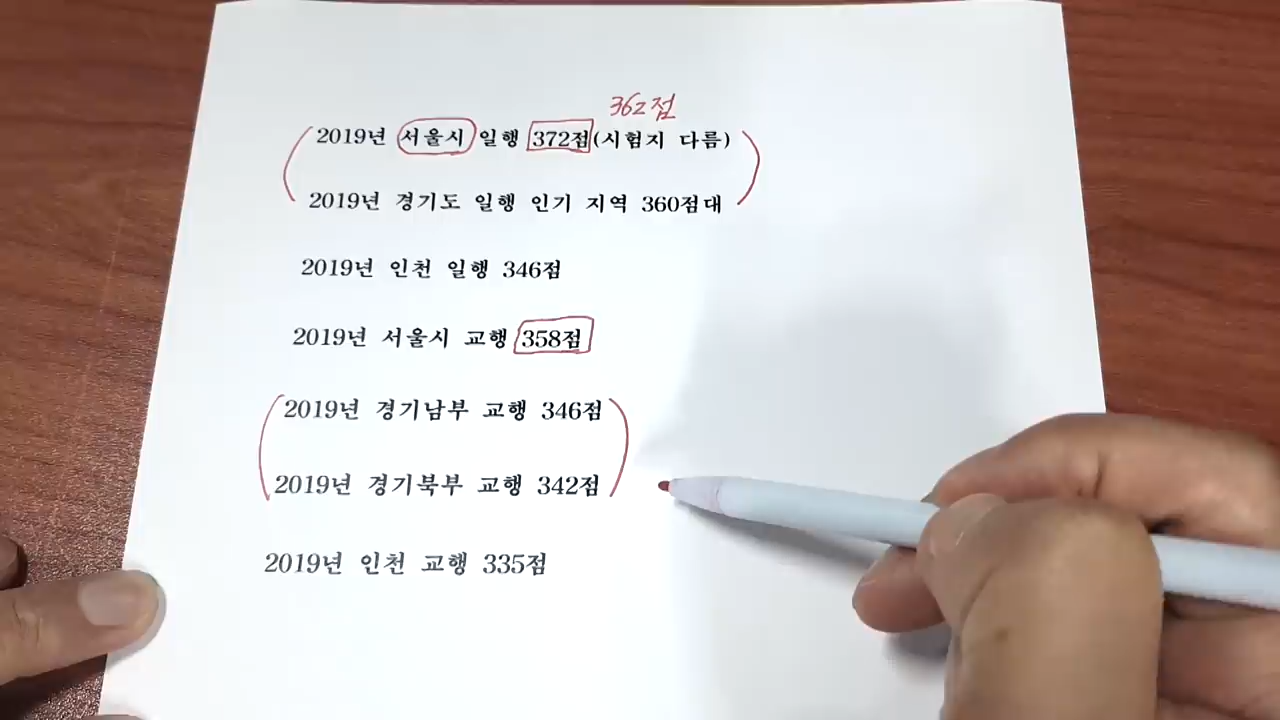 362점
2019년 서울시 일행 372점(시험지 다름)
2019년 경기도 일행 인기 지역 360점대
2019년 인천 일행 346점
2019년 서울시 교행 358점
2019년 경기남부 교행 346점
2019년 경기북부 교행 342점
2019년 인천 교행 335점